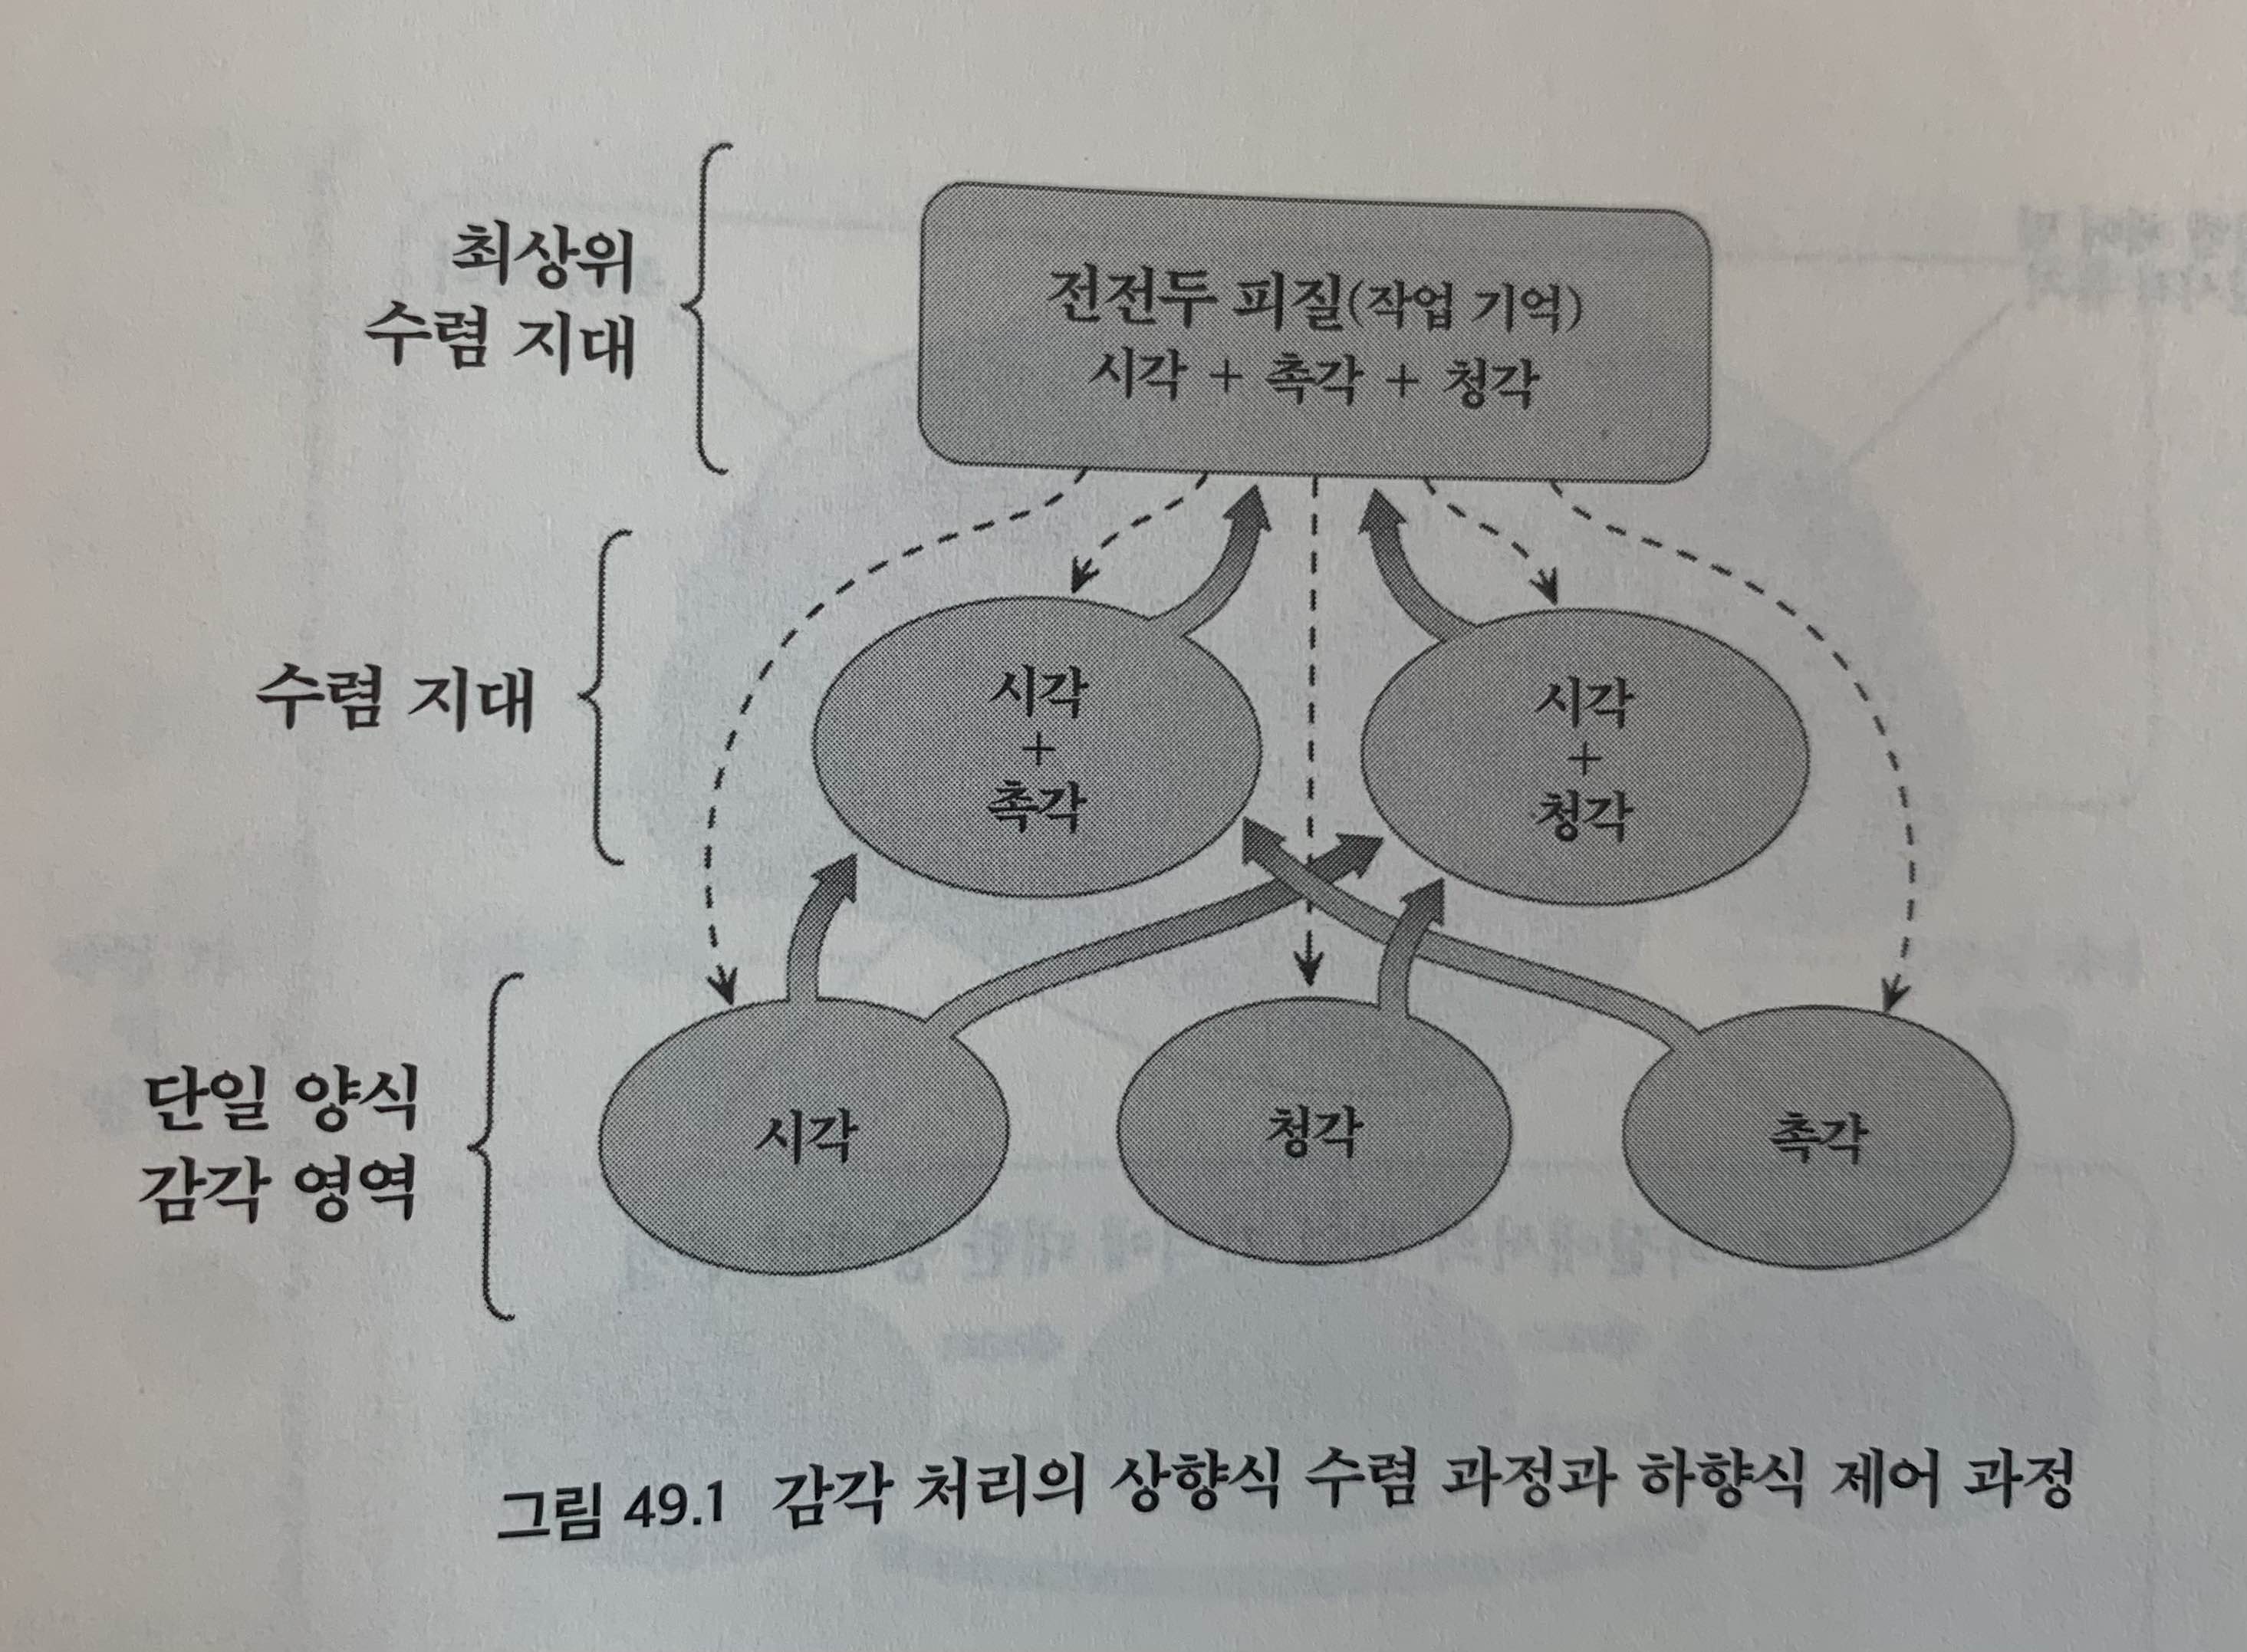 최상위
수렴 지대
전전두 피질(작업 기억)
시각 + 촉각 + 청각
수렴 지대
시각
+
촉각
시각
+
청각
단일 양식
감각 영역
시각
청각
촉각
그림 49.1 감각 처리의 상향식 수렴 과정과 하향식 제어 과정